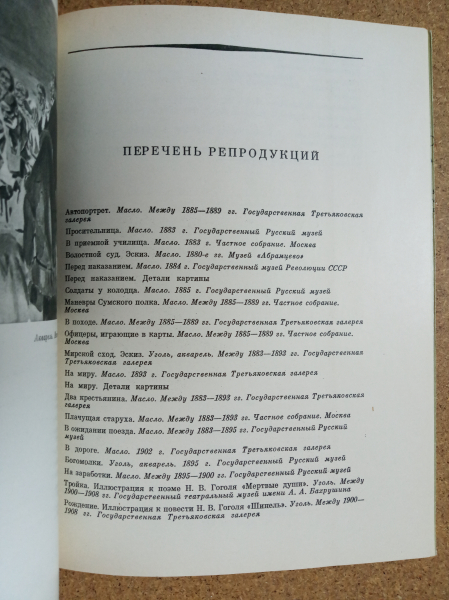 ПЕРЕЧЕНЬ РЕПРОДУКЦИЙ
Автопортрет. Масло. Между 1885—1889 гг. Государственная Третьяковская
галерея
Просительница. Масло. 1883 г. Государственный Русский музей
В приемной училища. Масло. 1883 г. Частное собрание. Москва
Волостной суд. Эскиз. Масло. 1880-е гг. Музей «Абрамцево»
Перед наказанием. Масло. 1884 г. Государственный музей Революции СССР
Перед наказанием. Детали картины
Солдаты у колодца. Масло. 1885 г. Государственный Русский музей
Маневры Сумского полка. Масло. Между 1885—1889 гг. Частное собрание.
Москва
В походе. Масло. Между 1885—1889 гг. Государственная Третьяковская галерея
Офицеры, играющие в карты. Масло. Между 1885—1889 гг. Частное собрание.
Москва
Мирской сход. Эскиз. Уголь, акварель. Между 1883—1893 гг. Государственная
Третьяковская галерея
На миру. Масло. 1893 г. Государственная Третьяковская галерея
На миру. Детали картины
Два крестьянина. Масло. Между 1883—1893 гг. Государственная Третьяковская
галерея
Плачущая старуха. Масло. Между 1883—1893 гг. Частное собрание. Москва
В ожидании поезда. Масло. Между 1883—1895 гг. Государственный Русский
музей
В дороге. Масло. 1902 г. Государственная Третьяковская галерея
Богомолки. Уголь, акварель. 1895 г. Государственный Русский музей
На заработки. Масло. Между 1895—1900 гг. Государственный Русский музей
Тройка. Иллюстрация к поэме Н. В. Гоголя «Мертвые души». Уголь. Между
1900—1908 гг. Государственный театральный музей имени А. А. Бахрушина
Рождение. Иллюстрация к повести Н. В. Гоголя «Шинель». Уголь. Между 1900—
1908 гг. Государственная Третьяковская галерея